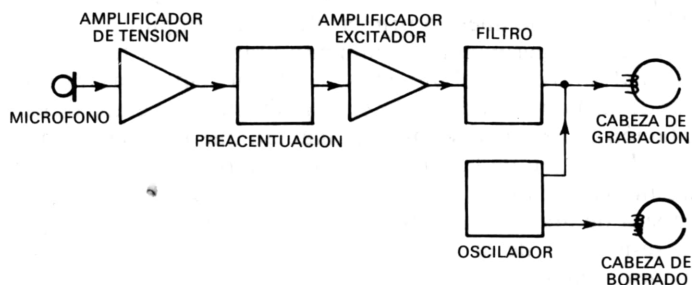 AMPLIFICADOR
DE TENSION
AMPLIFICADOR
EXCITADOR
FILTRO
MICROFONO
PREACENTUACION
CABEZA DE
GRABACION
OSCILADOR
CABEZA DE
BORRADO